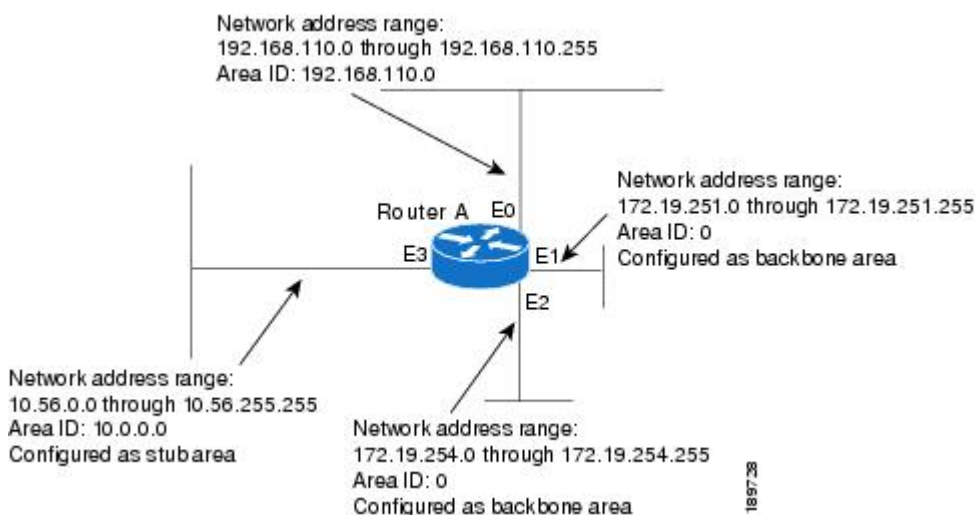 Network address range:
192.168.110.0 through 192.168.110.255
Area ID: 192.168.110.0
Network address range:
172.19.251.0 through 172.19.251.255
Area ID: 0
Configured as backbone area
Router A
E0
E3
E1
E2
Network address range:
10.56.0.0 through 10.56.255.255
Area ID: 10.0.0.0
Configured as stub area
Network address range:
172.19.254.0 through 172.19.254.255
Area ID: 0
Configured as backbone area
189728